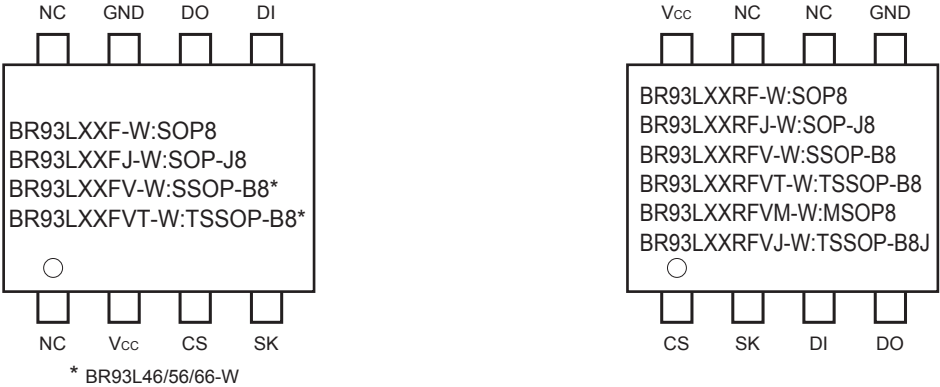 NC GND DO DI
BR93LXXF-W:SOP8
BR93LXXFJ-W:SOP-J8
BR93LXXFV-W:SSOP-B8*
BR93LXXFVT-W:TSSOP-B8*
NC Vcc CS SK
* BR93L46/56/66-W
Vcc NC NC GND
BR93LXXRF-W:SOP8
BR93LXXRFJ-W:SOP-J8
BR93LXXRFV-W:SSOP-B8
BR93LXXRFVT-W:TSSOP-B8
BR93LXXRFVM-W:MSOP8
BR93LXXRFVJ-W:TSSOP-B8J
CS SK DI DO